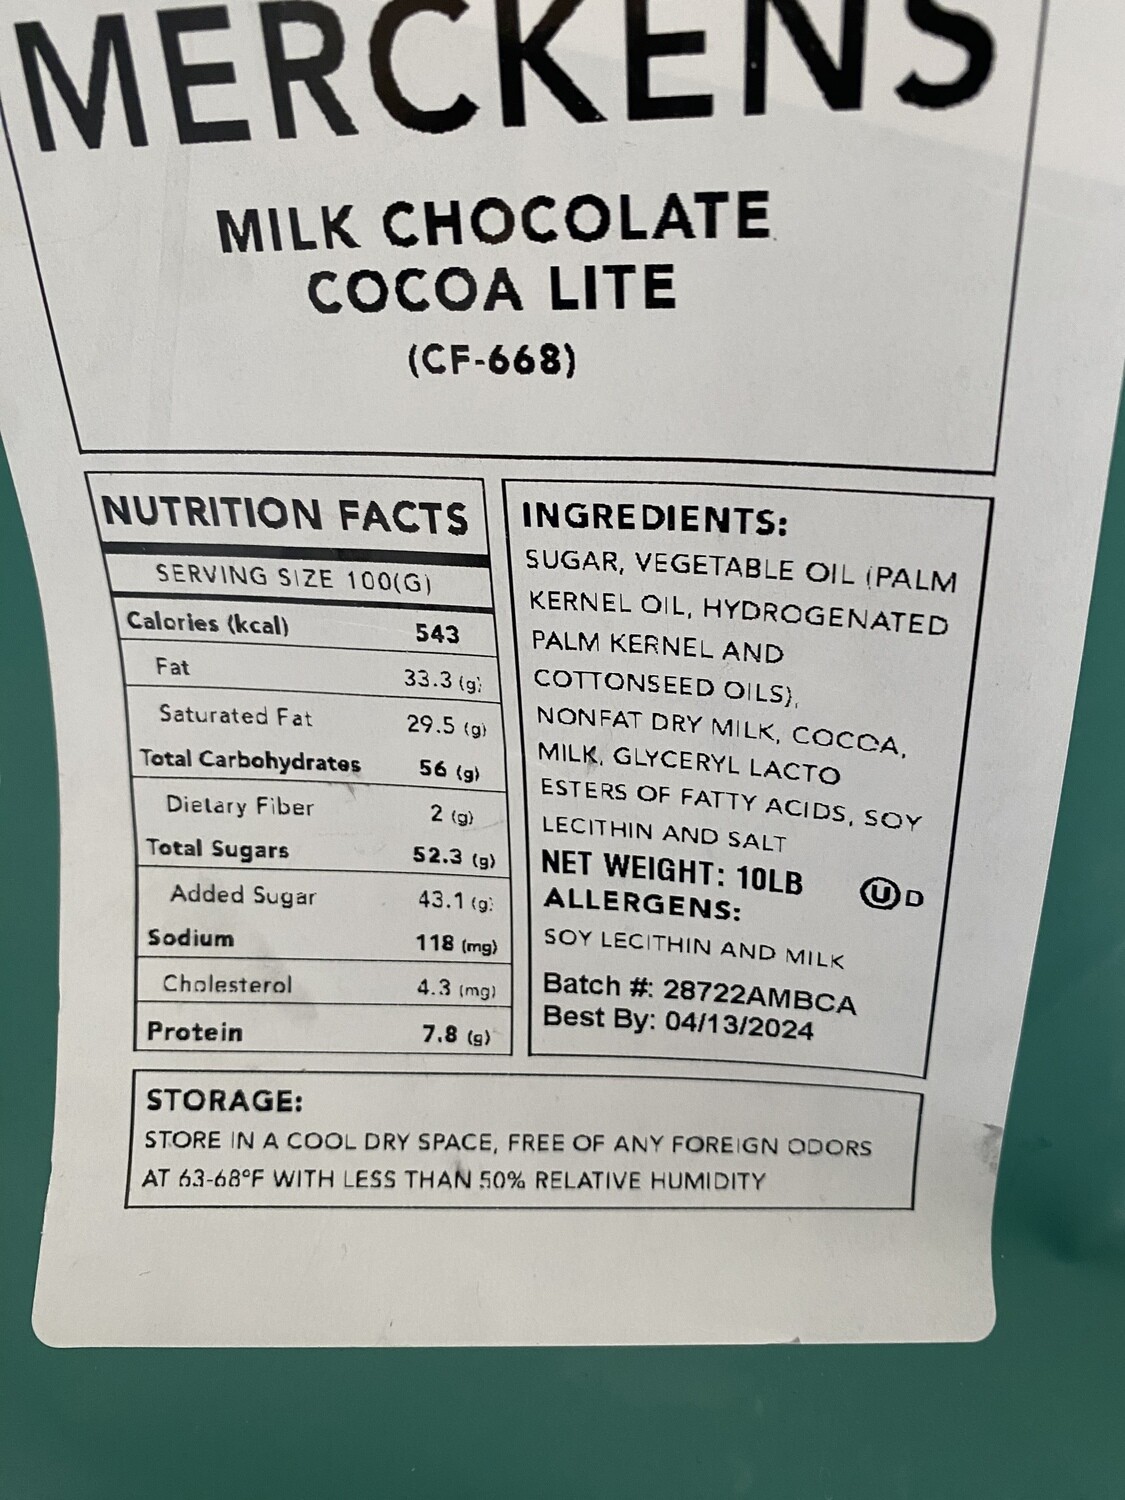 MERCKENS
MILK CHOCOLATE
COCOA LITE
(CF-668)
NUTRITION FACTS
SERVING SIZE 100(G)
Calories (kcal) 543
Fat 33.3 (g)
Saturated Fat 29.5 (g)
Total Carbohydrates 56 (g)
Dietary Fiber 2 (g)
Total Sugars 52.3 (g)
Added Sugar 43.1 (g)
Sodium 118 (mg)
Cholesterol 4.3 (mg)
Protein 7.8 (g)
INGREDIENTS:
SUGAR, VEGETABLE OIL (PALM
KERNEL OIL, HYDROGENATED
PALM KERNEL AND
COTTONSEED OILS),
NONFAT DRY MILK, COCOA,
MILK, GLYCERYL LACTO
ESTERS OF FATTY ACIDS, SOY
LECITHIN AND SALT
NET WEIGHT: 10LB
U D
ALLERGENS:
SOY LECITHIN AND MILK
Batch #: 28722AMBCA
Best By: 04/13/2024
STORAGE:
STORE IN A COOL DRY SPACE, FREE OF ANY FOREIGN ODORS
AT 63-68°F WITH LESS THAN 50% RELATIVE HUMIDITY